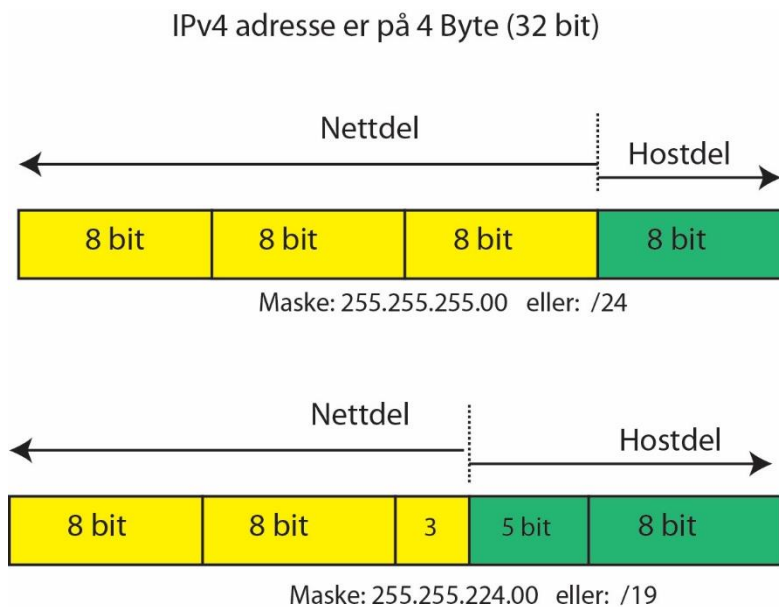 IPv4 adresse er på 4 Byte (32 bit)
Nettdel
Hostdel
8 bit 8 bit 8 bit 8 bit
Maske: 255.255.255.00 eller: /24
Nettdel
Hostdel
8 bit 8 bit 3 5 bit 8 bit
Maske: 255.255.224.00 eller: /19